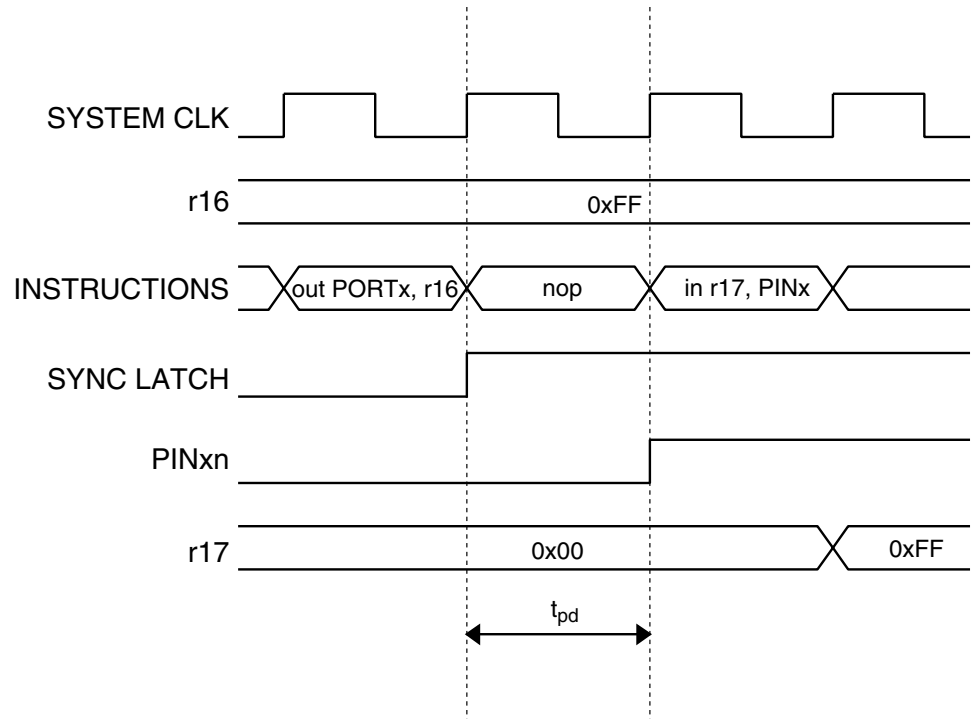 SYSTEM CLK
r16
0xFF
INSTRUCTIONS
out PORTx, r16
nop
in r17, PINx
SYNC LATCH
PINxn
r17
0x00
0xFF
tpd